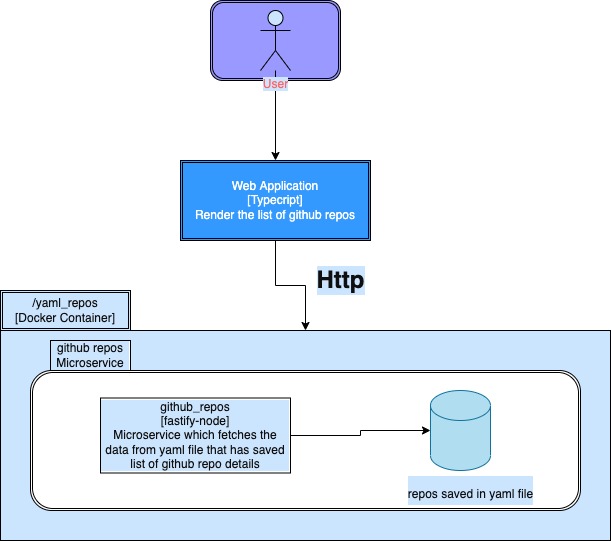 User
Web Application
[Typecript]
Render the list of github repos
Http
/yaml_repos
[Docker Container]
github repos
Microservice
github_repos
[fastify-node]
Microservice which fetches the
data from yaml file that has saved
list of github repo details
repos saved in yaml file